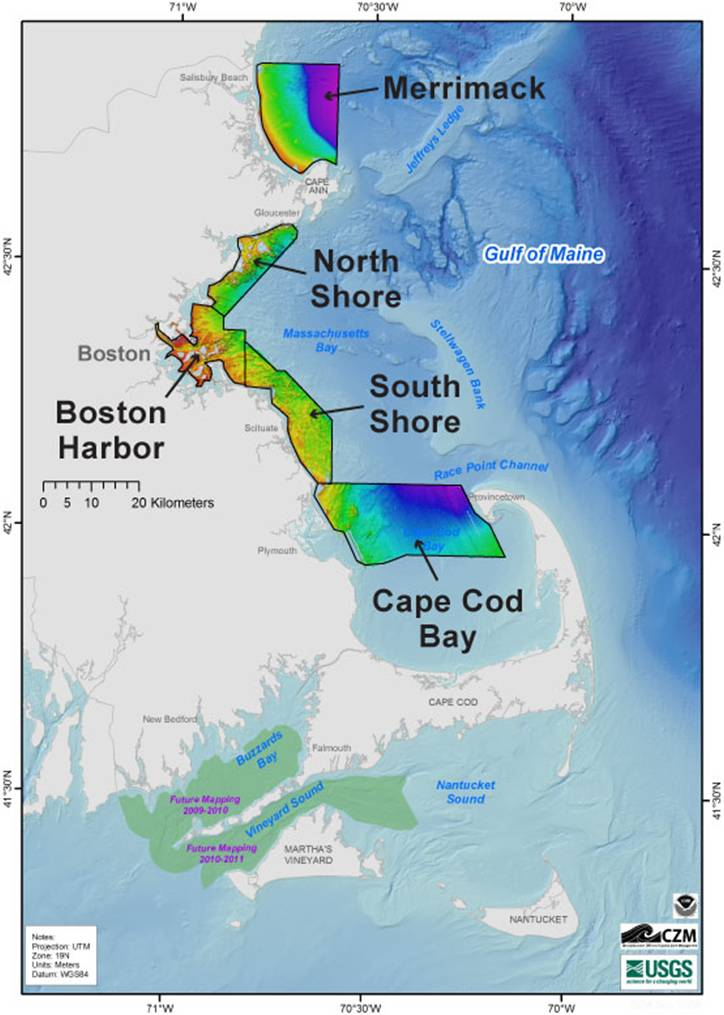 71°W
70°30'W
70°W
Salisbury Beach
Merrimack
Jeffreys Ledge
CAPE
ANN
Gloucester
42°30'N
42°30'N
Gulf of Maine
North
Shore
Massachusetts
Bay
Stellwagen Bank
Boston
South
Shore
Boston
Harbor
Scituate
Race Point Channel
0 5 10 20 Kilometers
Provincetown
42°N
42°N
Bay
Plymouth
Cape Cod
Bay
CAPE COD
New Bedford
Buzzards
Bay
Falmouth
41°30'N
41°30'N
Nantucket
Sound
Future Mapping
2009-2010
Vineyard Sound
Future Mapping
2010-2011
MARTHA'S
VINEYARD
NANTUCKET
Notes:
Projection: UTM
Zone: 19N
Units: Meters
Datum: WGS84
CZM
USGS
science for a changing world
71°W
70°30'W
70°W